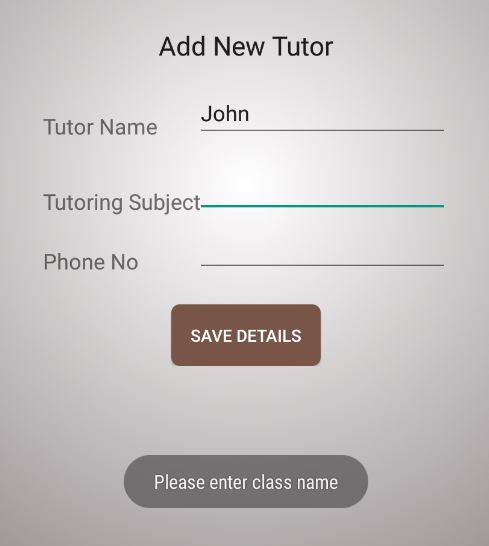 Add New Tutor
Tutor Name John
Tutoring Subject
Phone No
SAVE DETAILS
Please enter class name